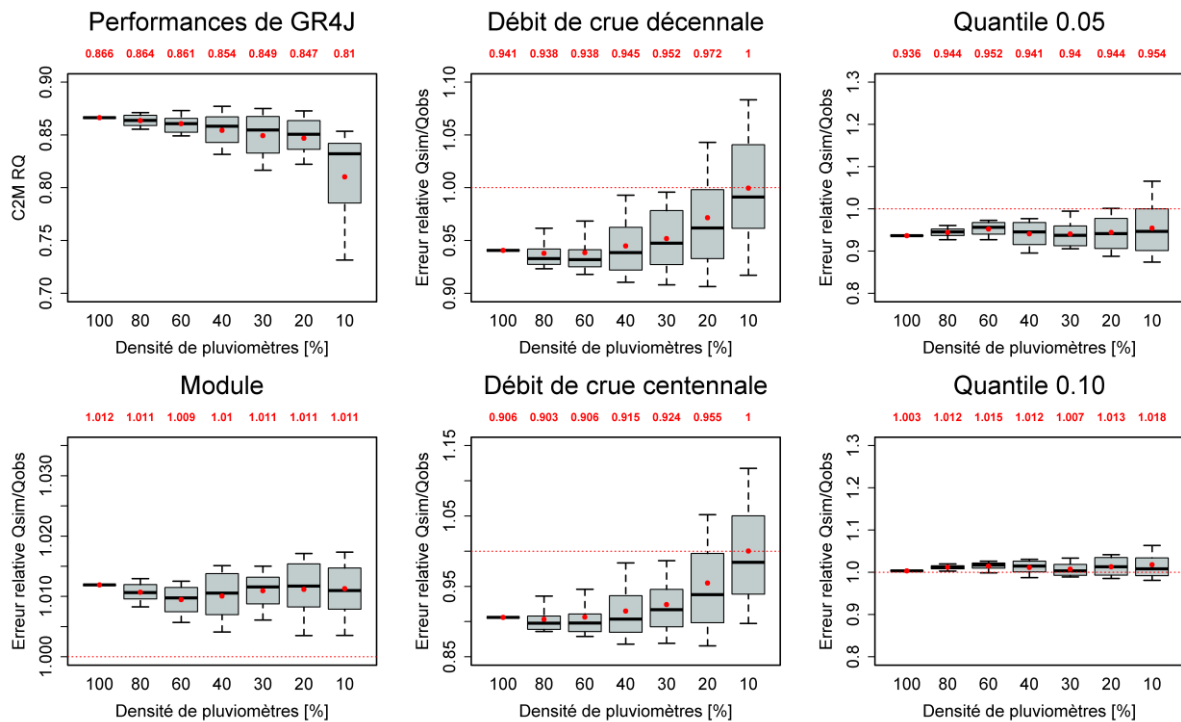 Performances de GR4J
0.866 0.864 0.861 0.854 0.849 0.847 0.81
C2M RQ
0.90
0.85
0.80
0.75
0.70
100 80 60 40 30 20 10
Densité de pluviomètres [%]
Débit de crue décennale
0.941 0.938 0.938 0.945 0.952 0.972 1
Erreur relative Qsim/Qobs
1.10
1.05
1.00
0.95
0.90
100 80 60 40 30 20 10
Densité de pluviomètres [%]
Quantile 0.05
0.936 0.944 0.952 0.941 0.94 0.944 0.954
Erreur relative Qsim/Qobs
1.3
1.2
1.1
1.0
0.9
0.8
100 80 60 40 30 20 10
Densité de pluviomètres [%]
Module
1.012 1.011 1.009 1.01 1.011 1.011 1.011
Erreur relative Qsim/Qobs
1.030
1.020
1.010
1.000
100 80 60 40 30 20 10
Densité de pluviomètres [%]
Débit de crue centennale
0.906 0.903 0.906 0.915 0.924 0.955 1
Erreur relative Qsim/Qobs
1.15
1.05
0.95
0.85
100 80 60 40 30 20 10
Densité de pluviomètres [%]
Quantile 0.10
1.003 1.012 1.015 1.012 1.007 1.013 1.018
Erreur relative Qsim/Qobs
1.3
1.2
1.1
1.0
0.9
0.8
100 80 60 40 30 20 10
Densité de pluviomètres [%]